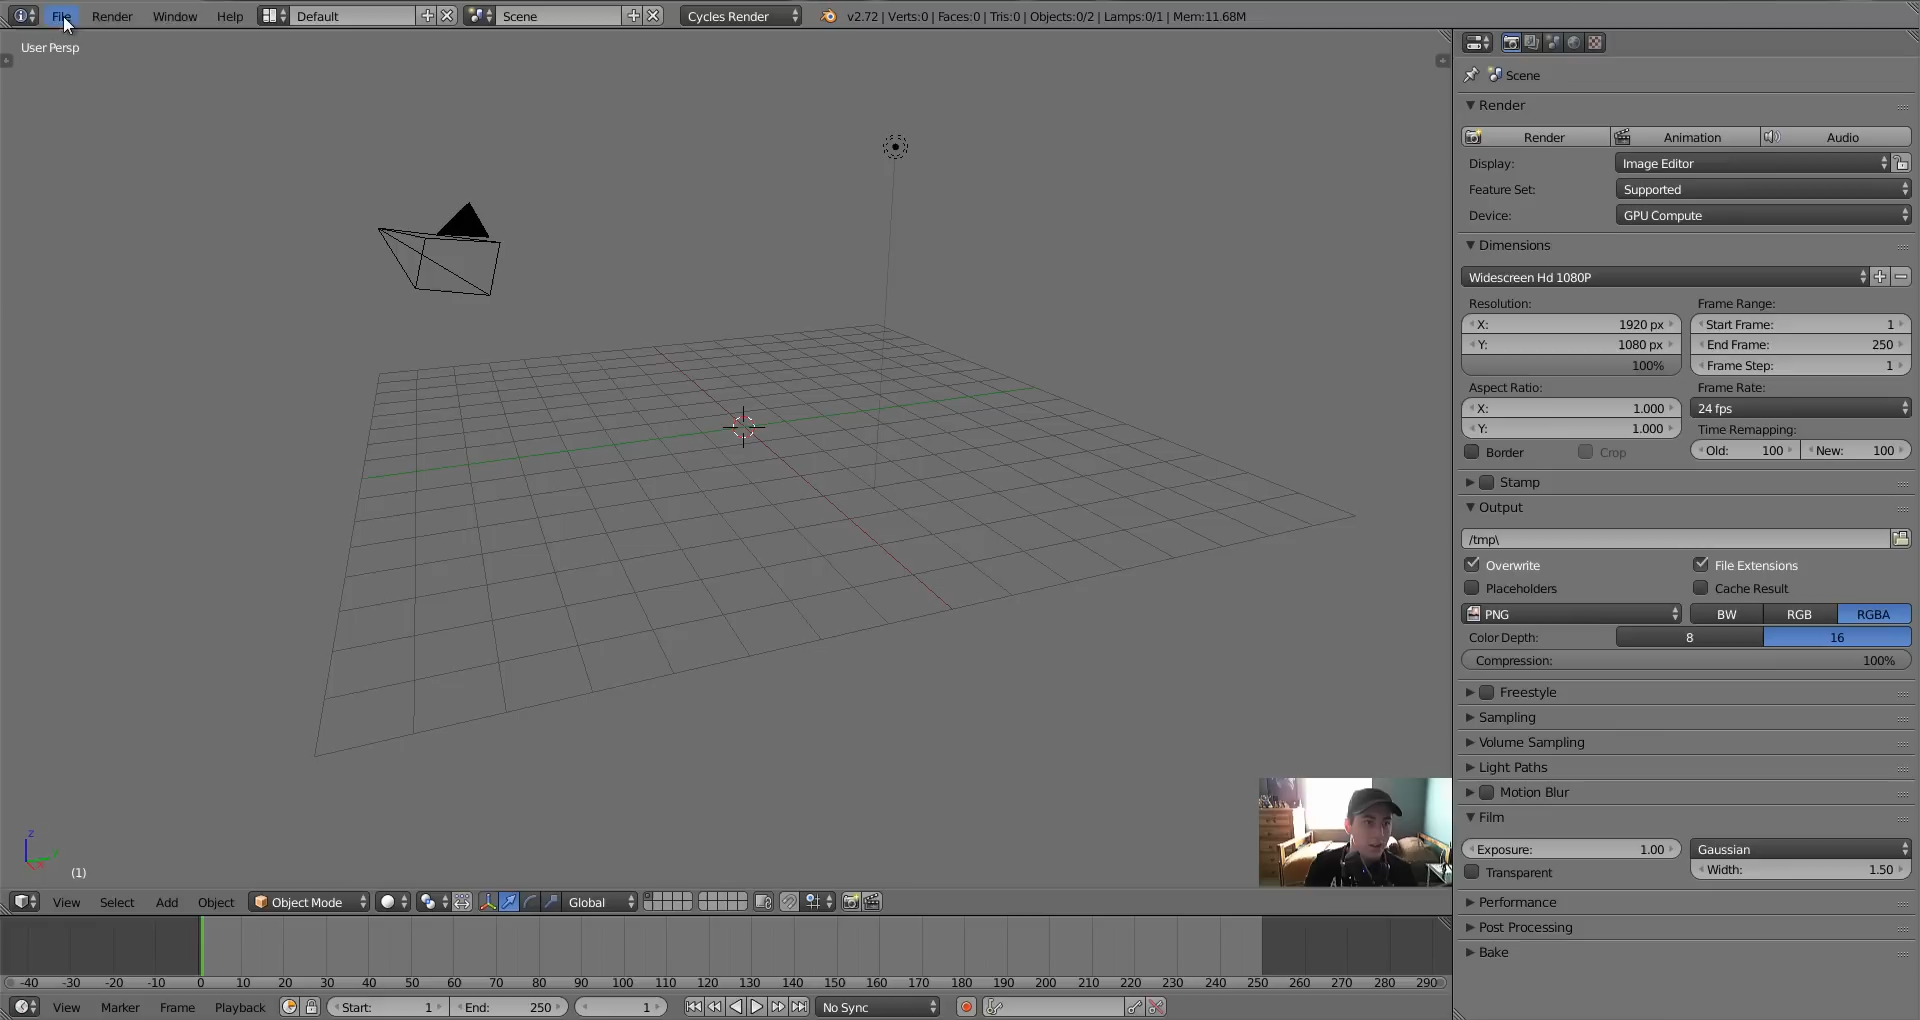 File Render Window Help Default Scene Cycles Render v2.72 | Verts:0 | Faces:0 | Tris:0 | Objects:0/2 | Lamps:0/1 | Mem:11.68M
User Persp
Scene
Render
Render Animation Audio
Display: Image Editor
Feature Set: Supported
Device: GPU Compute
Dimensions
Widescreen Hd 1080P
Resolution: Frame Range:
X: 1920 px Start Frame: 1
Y: 1080 px End Frame: 250
100% Frame Step: 1
Aspect Ratio: Frame Rate:
X: 1.000 24 fps
Y: 1.000 Time Remapping:
Border Crop Old: 100 New: 100
Stamp
Output
/tmp\
Overwrite File Extensions
Placeholders Cache Result
PNG BW RGB RGBA
Color Depth: 8 16
Compression: 100%
Freestyle
Sampling
Volume Sampling
Light Paths
Motion Blur
Film
Exposure: 1.00 Gaussian
Transparent Width: 1.50
Performance
Post Processing
Bake
z
y
(1)
View Select Add Object Object Mode Global
-40 -30 -20 -10 0 10 20 30 40 50 60 70 80 90 100 110 120 130 140 150 160 170 180 190 200 210 220 230 240 250 260 270 280 290
View Marker Frame Playback Start: 1 End: 250 1 No Sync